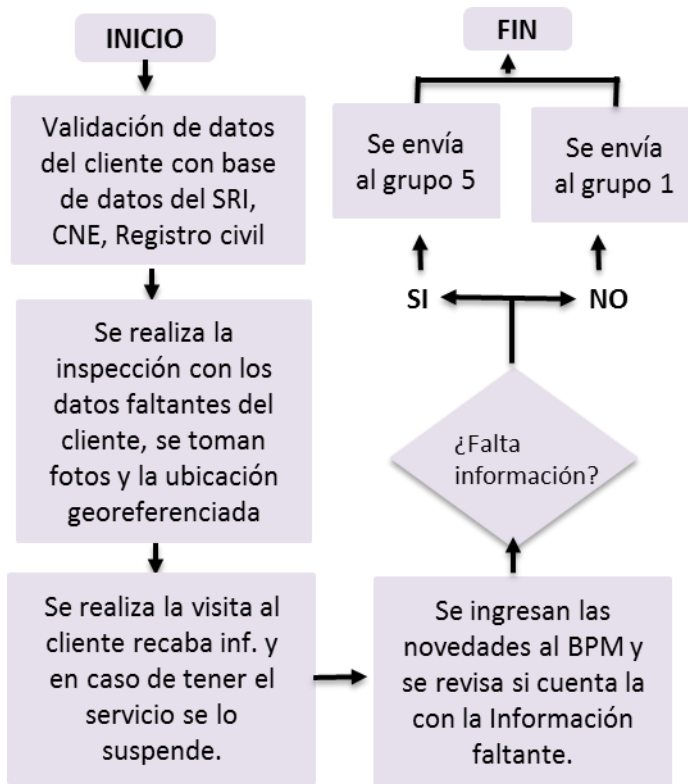 INICIO
Validación de datos
del cliente con base
de datos del SRI,
CNE, Registro civil
Se realiza la
inspección con los
datos faltantes del
cliente, se toman
fotos y la ubicación
georeferenciada
Se realiza la visita al
cliente recaba inf. y
en caso de tener el
servicio se lo
suspende.
Se ingresan las
novedades al BPM y
se revisa si cuenta la
con la Información
faltante.
¿Falta
información?
SI
NO
Se envía
al grupo 5
Se envía
al grupo 1
FIN